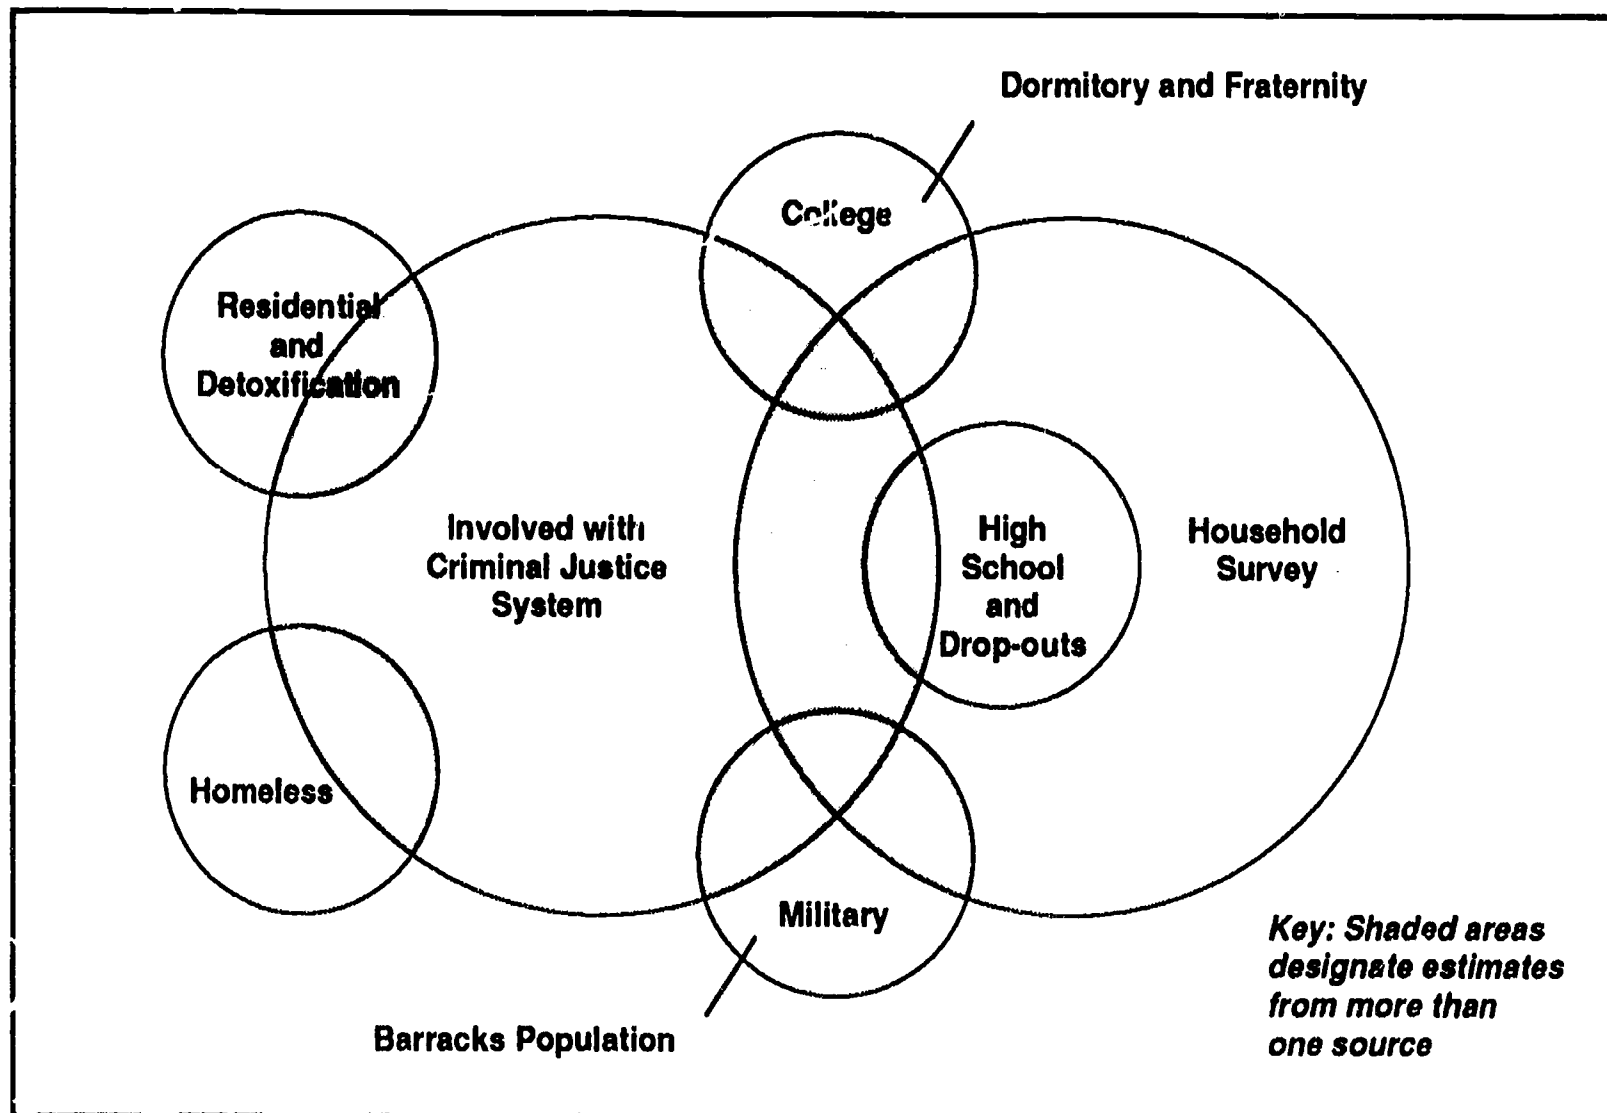 Dormitory and Fraternity
College
Residential
and
Detoxification
Involved with
Criminal Justice
System
High
School
and
Drop-outs
Household
Survey
Homeless
Military
Barracks Population
Key: Shaded areas
designate estimates
from more than
one source